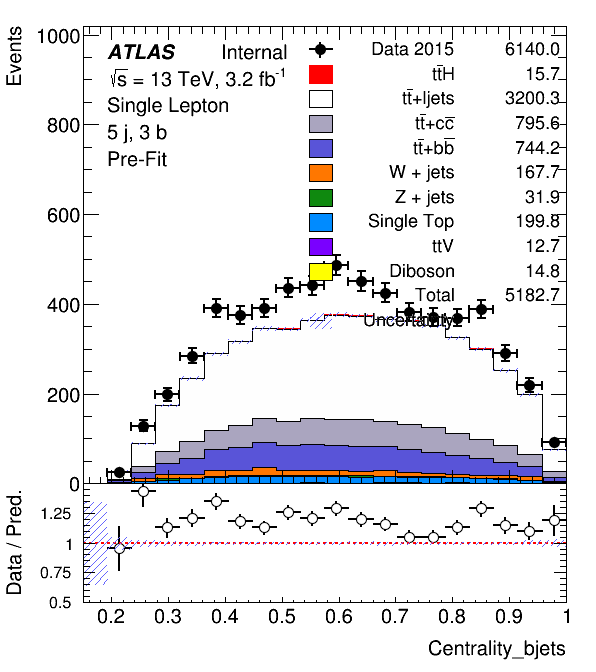 Events
1000
800
600
400
200
0
ATLAS Internal
√s = 13 TeV, 3.2 fb⁻¹
Single Lepton
5 j, 3 b
Pre-Fit
Data 2015 6140.0
tt̄H 15.7
tt̄+ljets 3200.3
tt̄+cc̄ 795.6
tt̄+bb̄ 744.2
W + jets 167.7
Z + jets 31.9
Single Top 199.8
ttV 12.7
Diboson 14.8
Total 5182.7
Uncertainty
Data / Pred.
1.25
1
0.75
0.5
0.2 0.3 0.4 0.5 0.6 0.7 0.8 0.9 1
Centrality_bjets